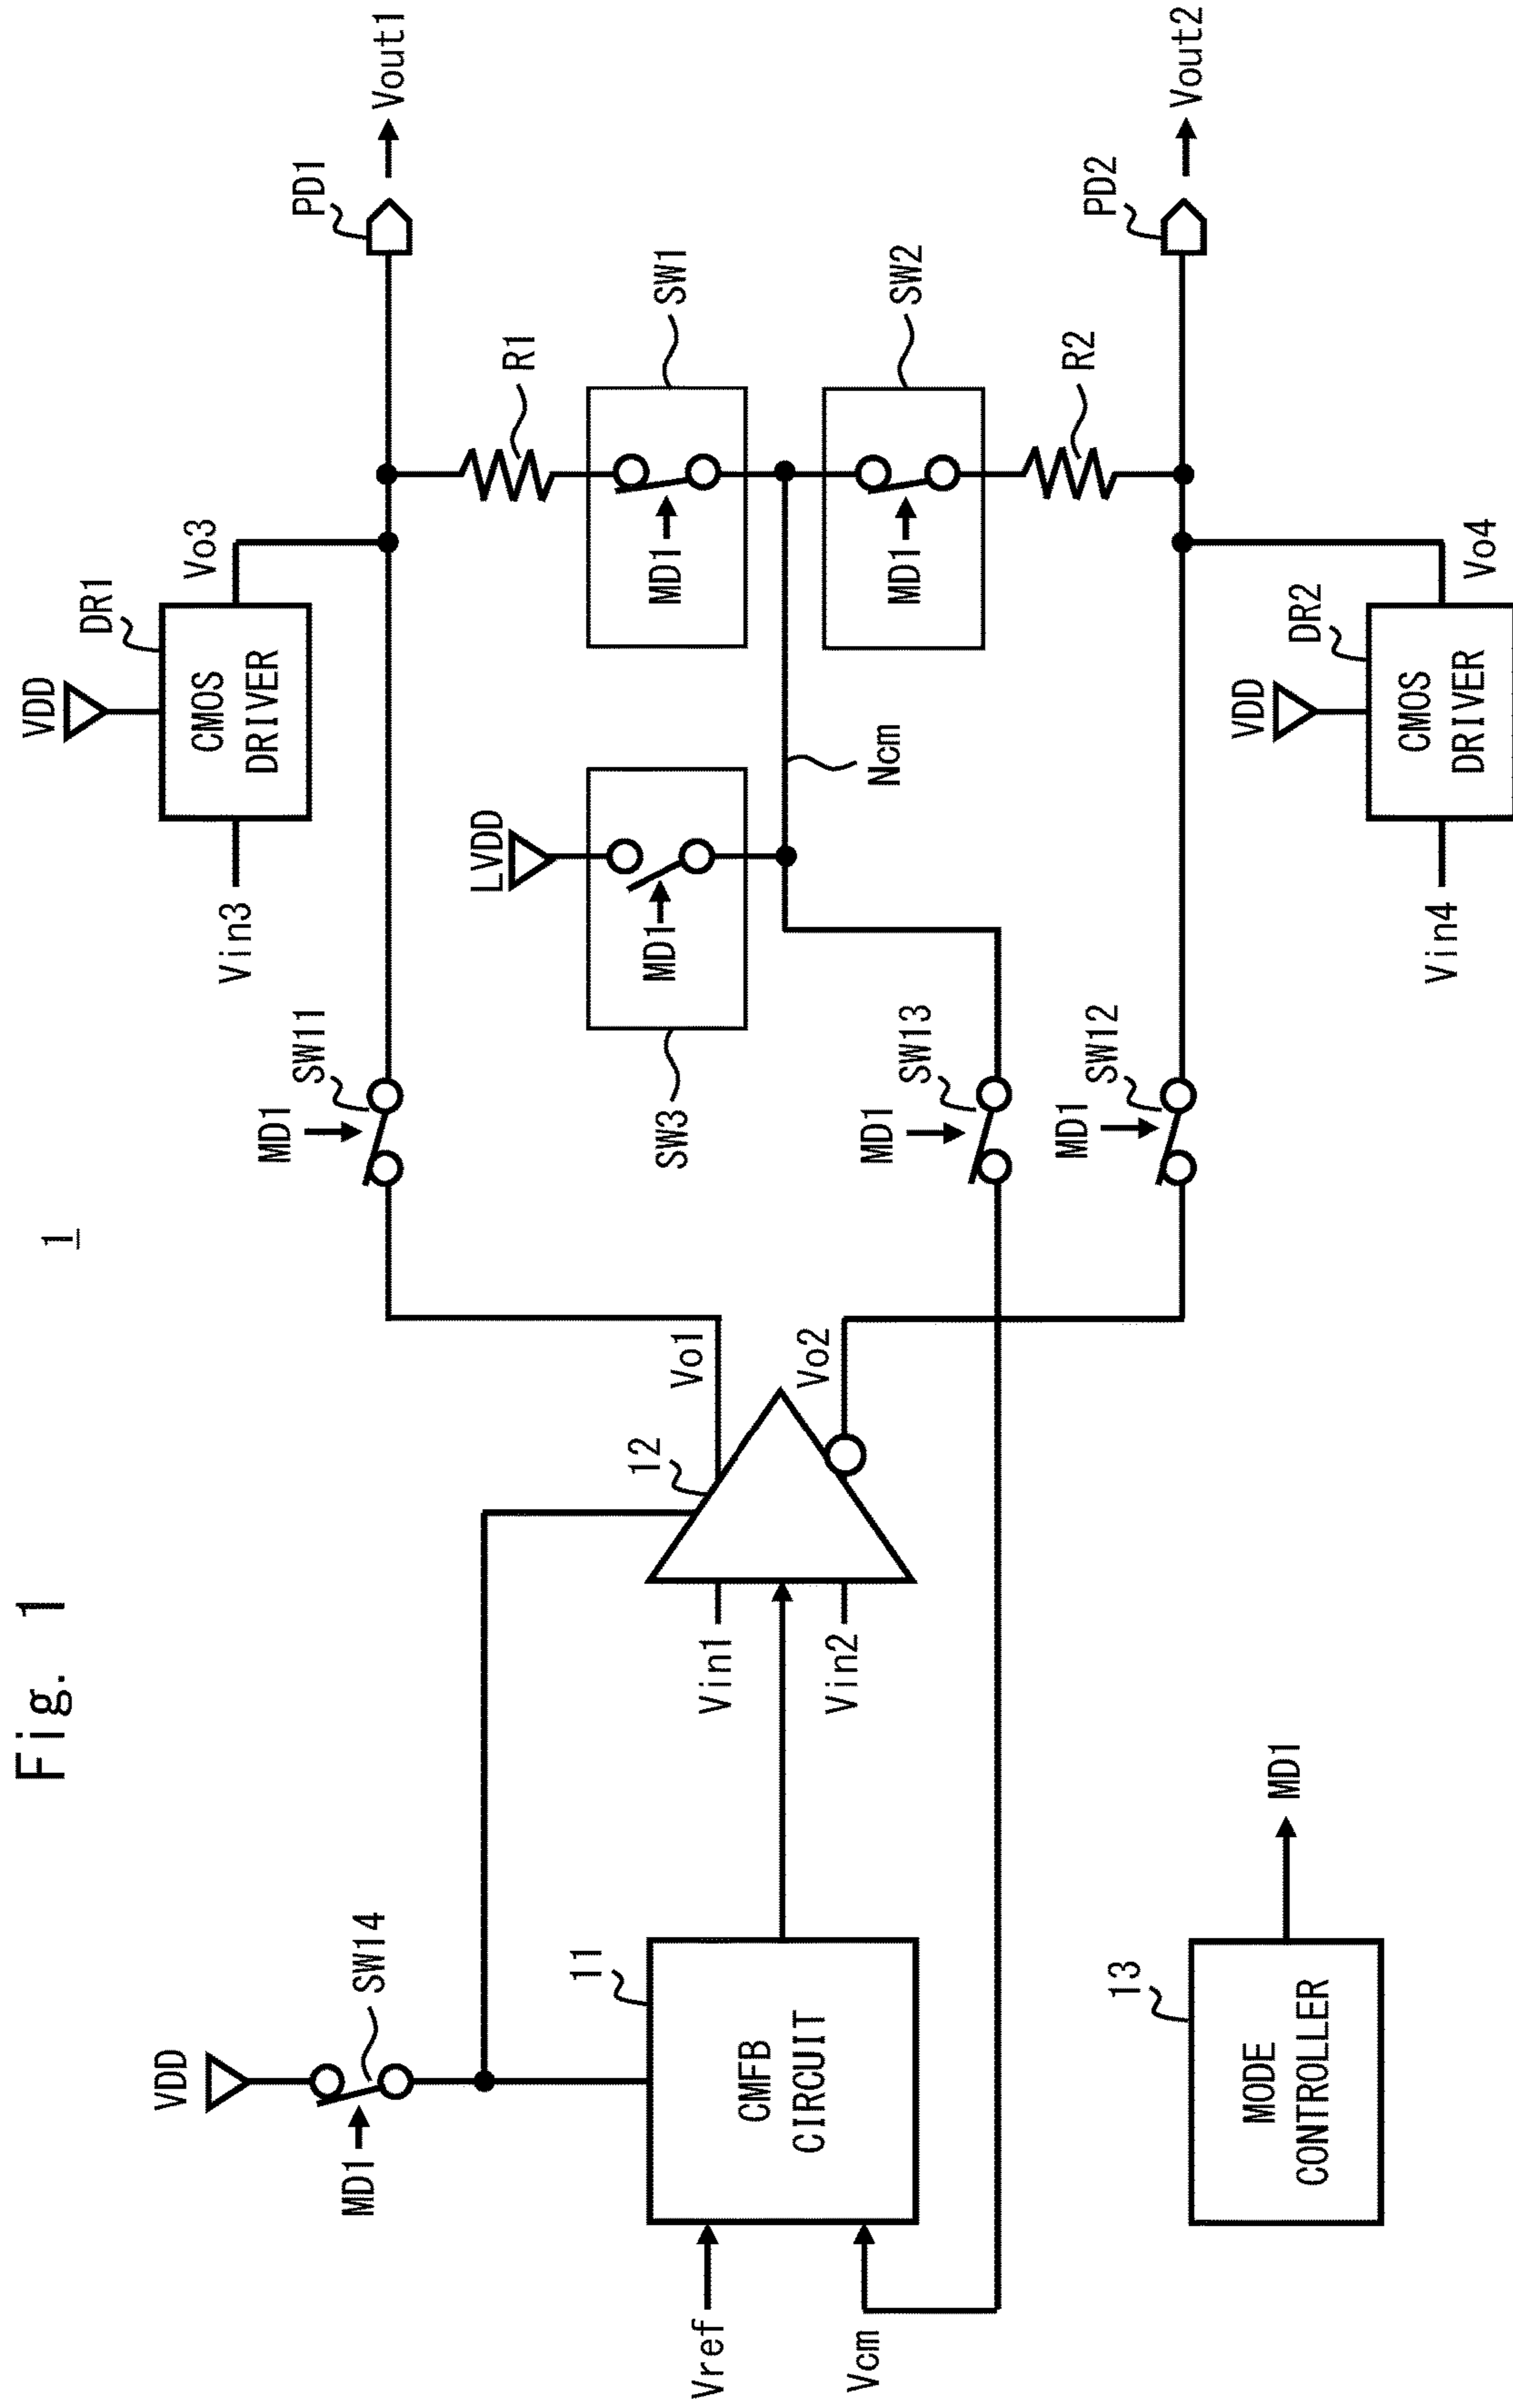 Fig. 1
1
VDD
SW14
MD1
11
CMFB
CIRCUIT
Vref
Vcm
12
Vin1
Vin2
Vo1
Vo2
13
MODE
CONTROLLER
MD1
MD1
SW11
MD1
SW13
MD1
SW12
VDD
DR1
CMOS
DRIVER
Vin3
Vo3
LVDD
MD1
SW3
Ncm
R1
SW1
MD1
SW2
MD1
R2
VDD
DR2
CMOS
DRIVER
Vin4
Vo4
PD1
Vout1
PD2
Vout2